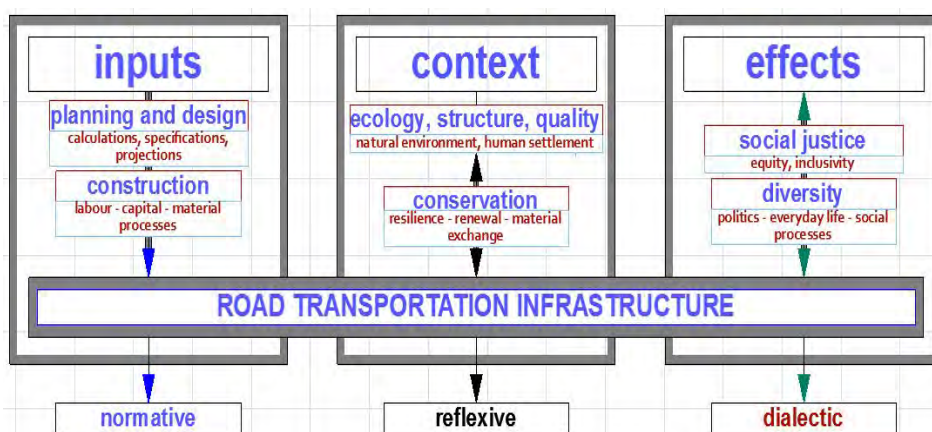 inputs
planning and design
calculations, specifications,
projections
construction
labour - capital - material
processes
context
ecology, structure, quality
natural environment, human settlement
conservation
resilience - renewal - material
exchange
effects
social justice
equity, inclusivity
diversity
politics - everyday life - social
processes
ROAD TRANSPORTATION INFRASTRUCTURE
normative
reflexive
dialectic